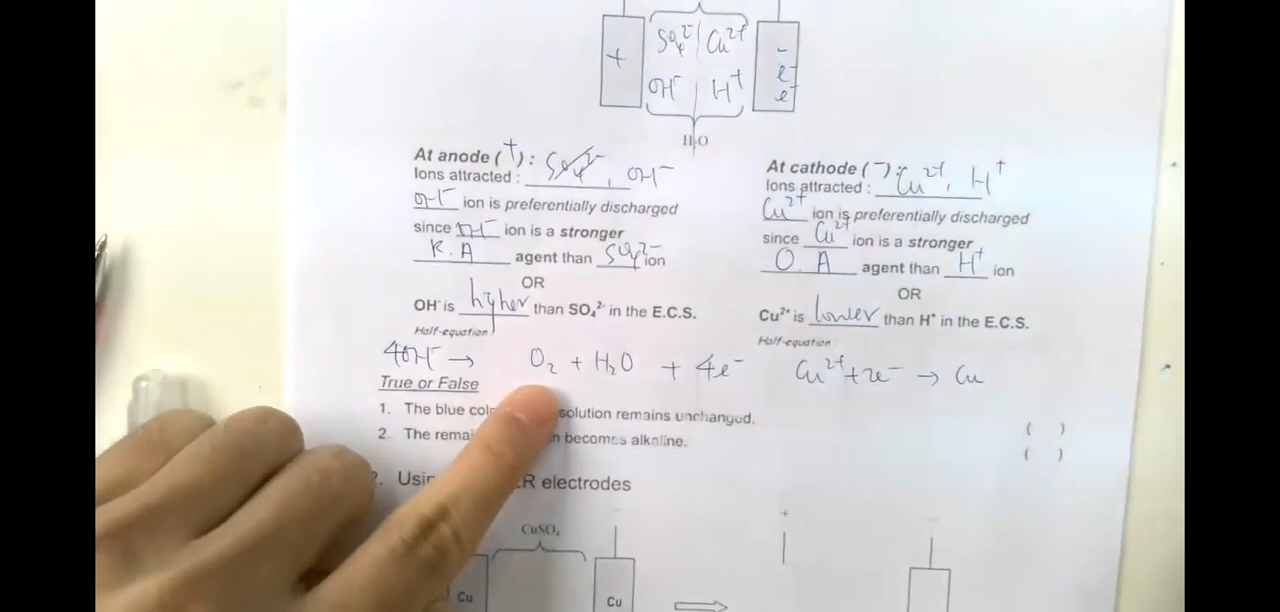 SO₄²⁻ Cu²⁺
+ -
OH⁻ H⁺ e⁻
e⁻
H₂O
At anode (+): SO₄²⁻, OH⁻
Ions attracted :
OH⁻ ion is preferentially discharged
since OH⁻ ion is a stronger
R.A agent than SO₄²⁻ ion
OR
OH⁻ is higher than SO₄²⁻ in the E.C.S.
Half-equation
4OH⁻ → O₂ + H₂O + 4e⁻
At cathode (-): Cu²⁺, H⁺
Ions attracted :
Cu²⁺ ion is preferentially discharged
since Cu²⁺ ion is a stronger
O.A agent than H⁺ ion
OR
Cu²⁺ is lower than H⁺ in the E.C.S.
Half-equation :
Cu²⁺ + 2e⁻ → Cu
True or False
1. The blue solution remains unchanged. ( )
2. The becomes alkaline. ( )
electrodes
CuSO₄
+
Cu Cu